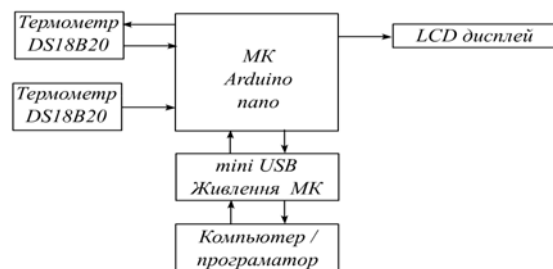 Термометр
DS18B20
МК
Arduino
nano
LCD дисплей
Термометр
DS18B20
mini USB
Живлення МК
Компьютер /
програматор